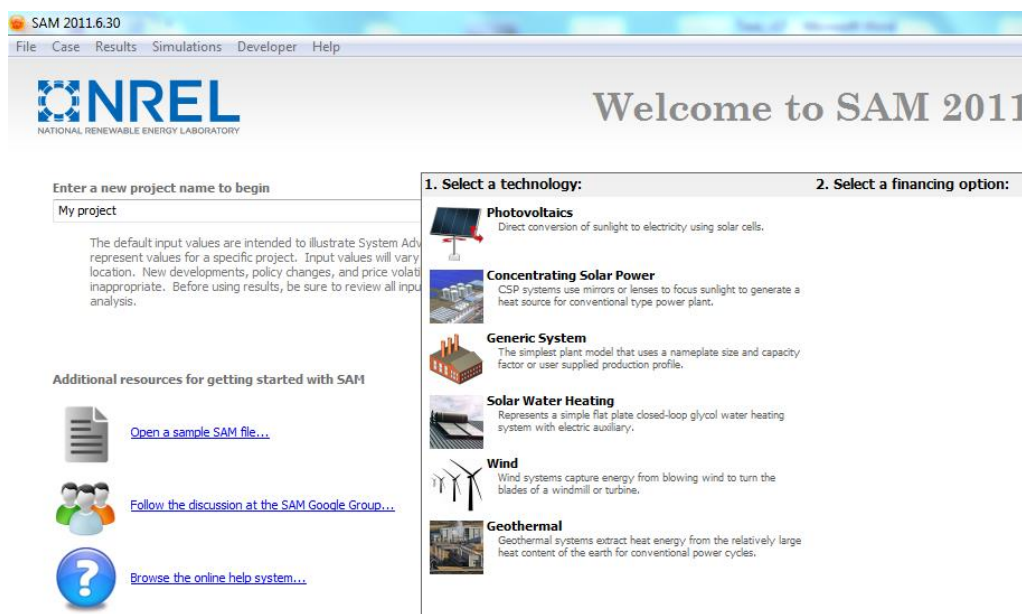 SAM 2011.6.30
File Case Results Simulations Developer Help
NREL
NATIONAL RENEWABLE ENERGY LABORATORY
Welcome to SAM 2011
Enter a new project name to begin
My project
The default input values are intended to illustrate System Adv
represent values for a specific project. Input values will vary
location. New developments, policy changes, and price volati
inappropriate. Before using results, be sure to review all inpu
analysis.
Additional resources for getting started with SAM
Open a sample SAM file...
Follow the discussion at the SAM Google Group...
Browse the online help system...
1. Select a technology:
Photovoltaics
Direct conversion of sunlight to electricity using solar cells.
Concentrating Solar Power
CSP systems use mirrors or lenses to focus sunlight to generate a
heat source for conventional type power plant.
Generic System
The simplest plant model that uses a nameplate size and capacity
factor or user supplied production profile.
Solar Water Heating
Represents a simple flat plate closed-loop glycol water heating
system with electric auxiliary.
Wind
Wind systems capture energy from blowing wind to turn the
blades of a windmill or turbine.
Geothermal
Geothermal systems extract heat energy from the relatively large
heat content of the earth for conventional power cycles.
2. Select a financing option: